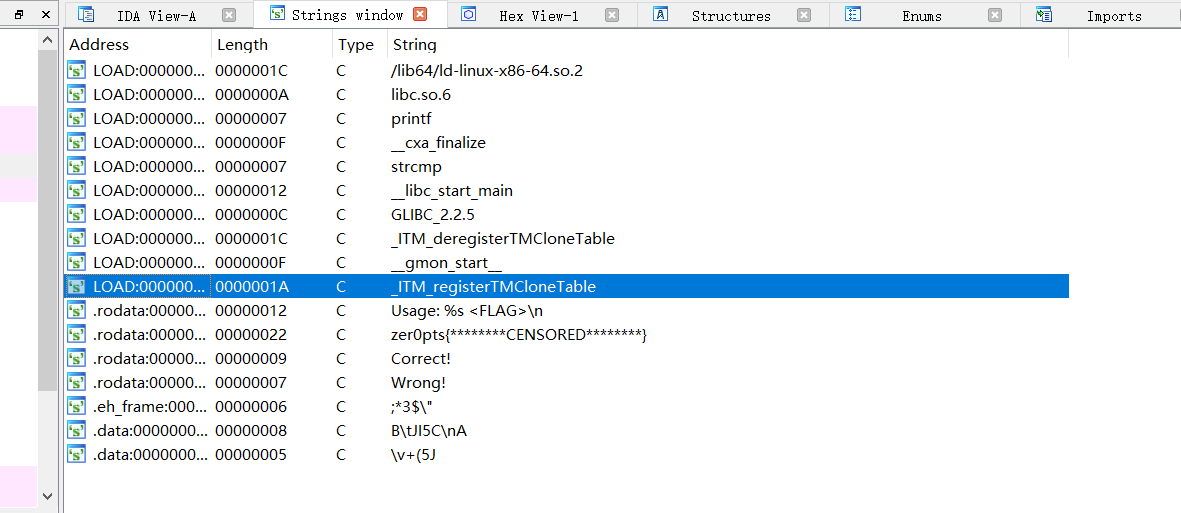 IDA View-A Strings window Hex View-1 Structures Enums Imports
Address Length Type String
LOAD:000000... 0000001C C /lib64/ld-linux-x86-64.so.2
LOAD:000000... 0000000A C libc.so.6
LOAD:000000... 00000007 C printf
LOAD:000000... 0000000F C __cxa_finalize
LOAD:000000... 00000007 C strcmp
LOAD:000000... 00000012 C __libc_start_main
LOAD:000000... 0000000C C GLIBC_2.2.5
LOAD:000000... 0000001C C _ITM_deregisterTMCloneTable
LOAD:000000... 0000000F C __gmon_start__
LOAD:000000... 0000001A C _ITM_registerTMCloneTable
.rodata:00000... 00000012 C Usage: %s <FLAG>\n
.rodata:00000... 00000022 C zer0pts{********CENSORED********}
.rodata:00000... 00000009 C Correct!
.rodata:00000... 00000007 C Wrong!
.eh_frame:000... 00000006 C ;*3$\"
.data:0000000... 00000008 C B\tJI5C\nA
.data:0000000... 00000005 C \v+(5J